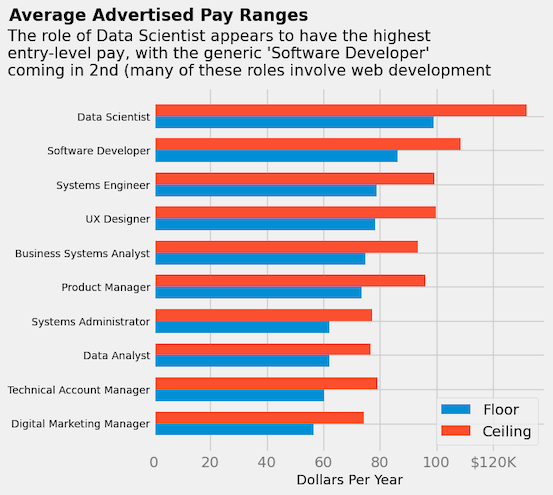 Average Advertised Pay Ranges
The role of Data Scientist appears to have the highest
entry-level pay, with the generic 'Software Developer'
coming in 2nd (many of these roles involve web development
Data Scientist
Software Developer
Systems Engineer
UX Designer
Business Systems Analyst
Product Manager
Systems Administrator
Data Analyst
Technical Account Manager
Digital Marketing Manager
Floor
Ceiling
0 20 40 60 80 100 $120K
Dollars Per Year